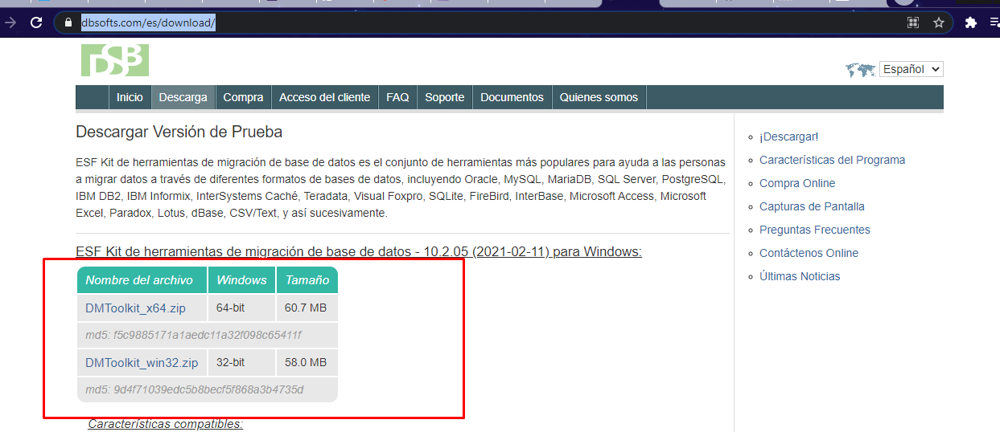 dbsofts.com/es/download/
DSB
Español
Inicio Descarga Compra Acceso del cliente FAQ Soporte Documentos Quienes somos
Descargar Versión de Prueba
ESF Kit de herramientas de migración de base de datos es el conjunto de herramientas más populares para ayuda a las personas
a migrar datos a través de diferentes formatos de bases de datos, incluyendo Oracle, MySQL, MariaDB, SQL Server, PostgreSQL,
IBM DB2, IBM Informix, InterSystems Caché, Teradata, Visual Foxpro, SQLite, FireBird, InterBase, Microsoft Access, Microsoft
Excel, Paradox, Lotus, dBase, CSV/Text, y así sucesivamente.
ESF Kit de herramientas de migración de base de datos - 10.2.05 (2021-02-11) para Windows:
Nombre del archivo Windows Tamaño
DMToolkit_x64.zip 64-bit 60.7 MB
md5: f5c9885171a1aedc11a32f098c65411f
DMToolkit_win32.zip 32-bit 58.0 MB
md5: 9d4f71039edc5b8becf5f868a3b4735d
Características compatibles:
¡Descargar!
Características del Programa
Compra Online
Capturas de Pantalla
Preguntas Frecuentes
Contáctenos Online
Últimas Noticias